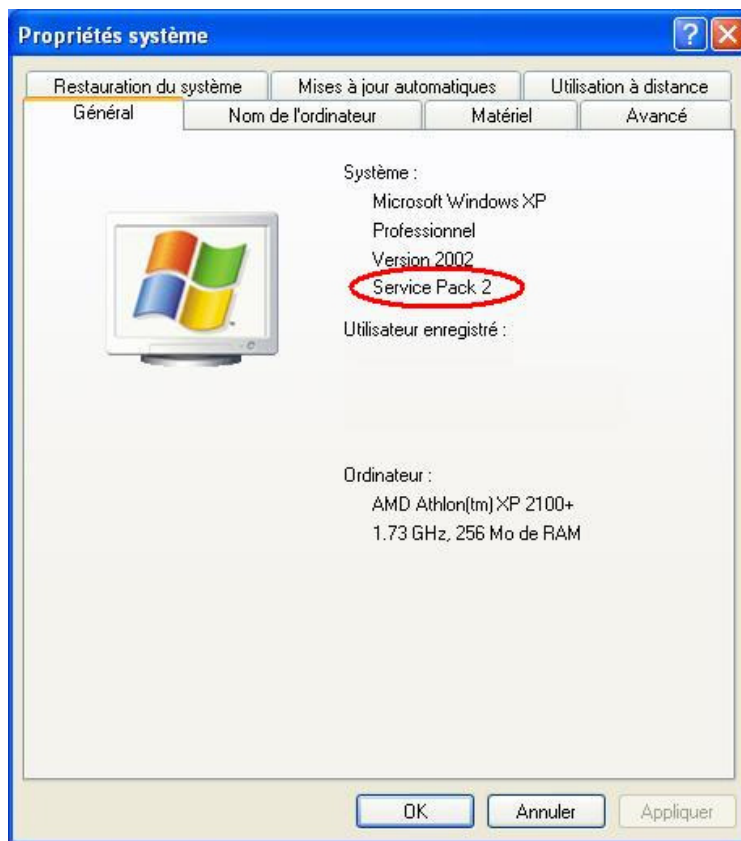 Propriétés système
Restauration du système Mises à jour automatiques Utilisation à distance
Général Nom de l'ordinateur Matériel Avancé
Système :
Microsoft Windows XP
Professionnel
Version 2002
Service Pack 2
Utilisateur enregistré :
Ordinateur :
AMD Athlon(tm) XP 2100+
1.73 GHz, 256 Mo de RAM
OK Annuler Appliquer